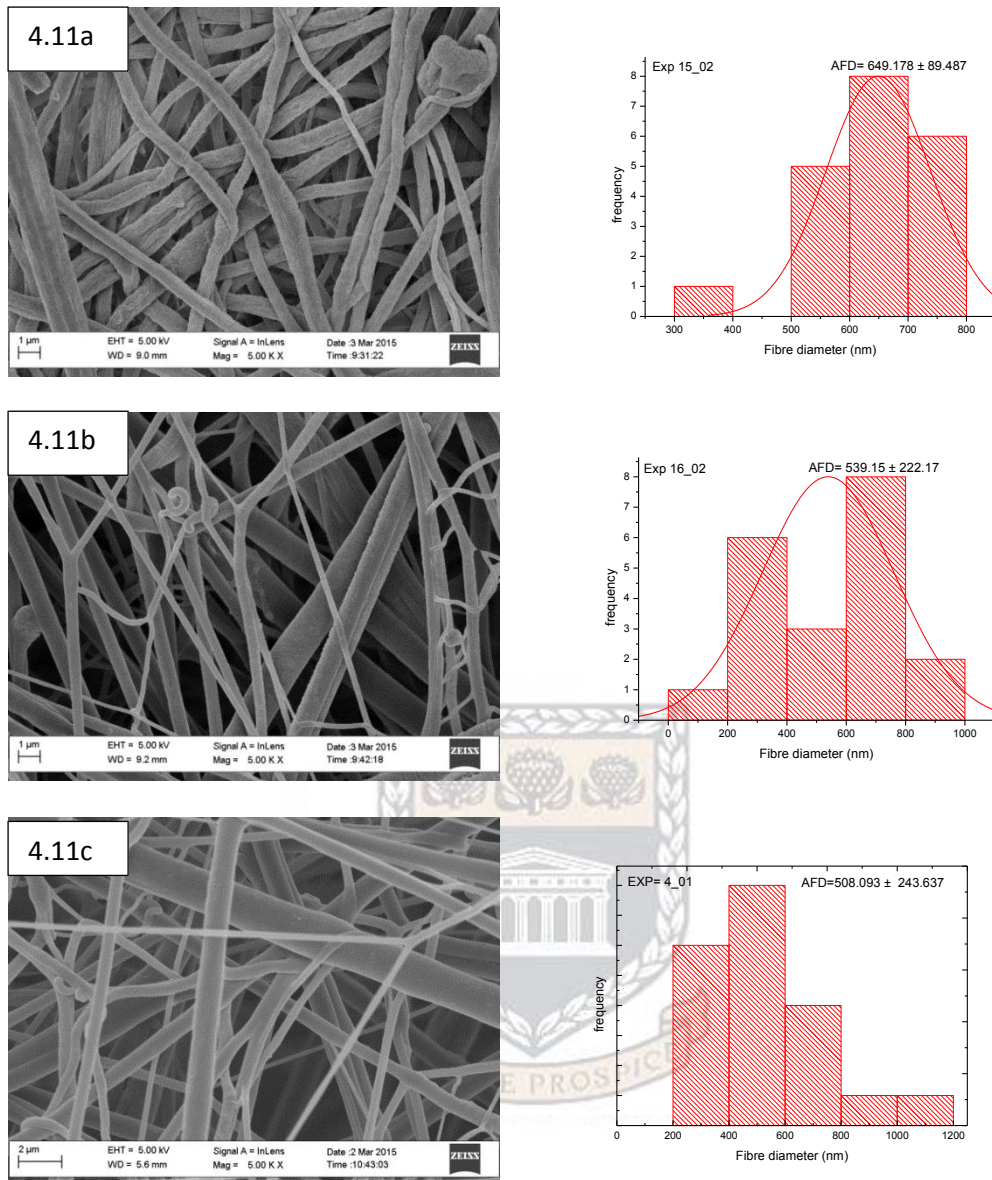 4.11a
1 µm
EHT = 5.00 kV Signal A = InLens Date :3 Mar 2015
WD = 9.0 mm Mag = 5.00 K X Time :9:31:22
ZEISS
Exp 15_02 AFD= 649.178 ± 89.487
8
7
6
5
4
3
2
1
0
frequency
300 400 500 600 700 800
Fibre diameter (nm)
4.11b
1 µm
EHT = 5.00 kV Signal A = InLens Date :3 Mar 2015
WD = 9.2 mm Mag = 5.00 K X Time :9:42:18
ZEISS
Exp 16_02 AFD= 539.15 ± 222.17
8
7
6
5
4
3
2
1
0
frequency
0 200 400 600 800 1000
Fibre diameter (nm)
4.11c
2 µm
EHT = 5.00 kV Signal A = InLens Date :2 Mar 2015
WD = 5.6 mm Mag = 5.00 K X Time :10:43:03
ZEISS
EXP= 4_01 AFD=508.093 ± 243.637
frequency
0 200 400 600 800 1000 1200
Fibre diameter (nm)
PROSPICE